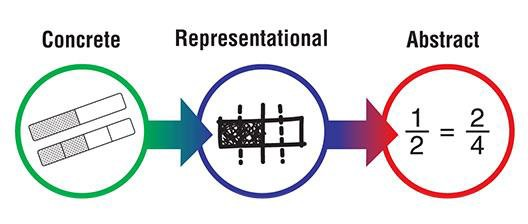 Concrete
Representational
Abstract
1/2 = 2/4